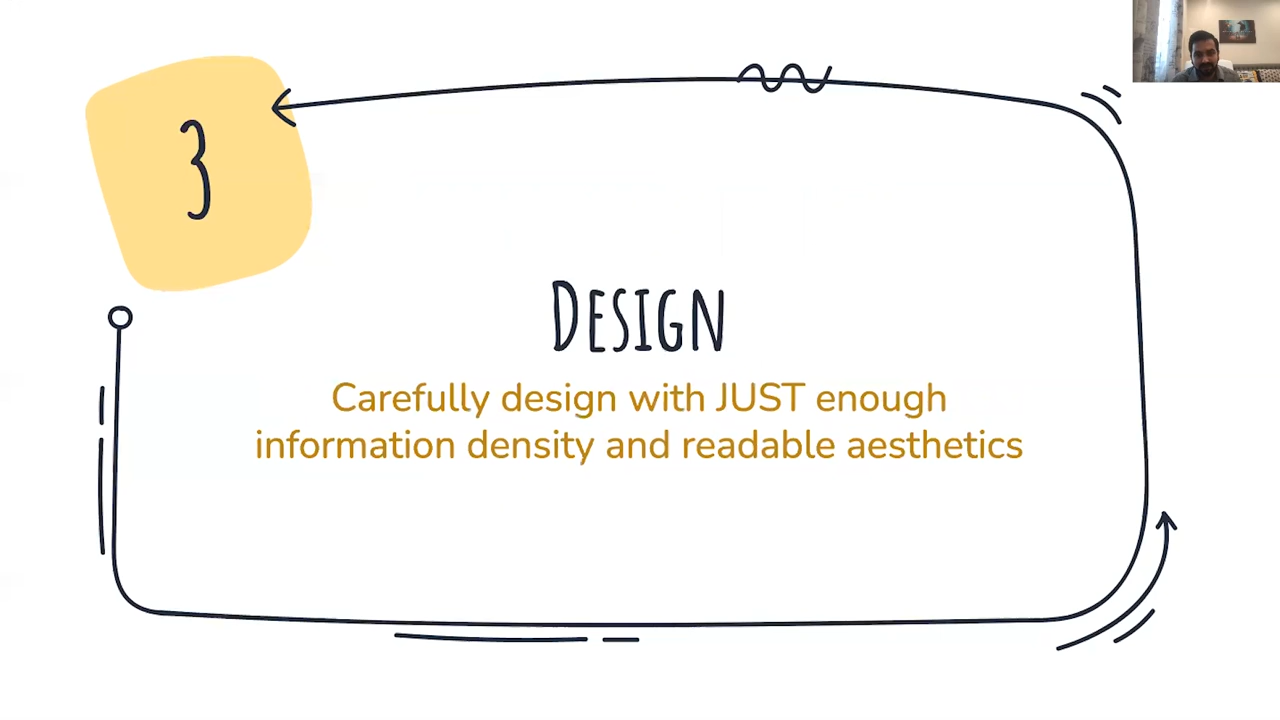 3
Design
Carefully design with JUST enough
information density and readable aesthetics